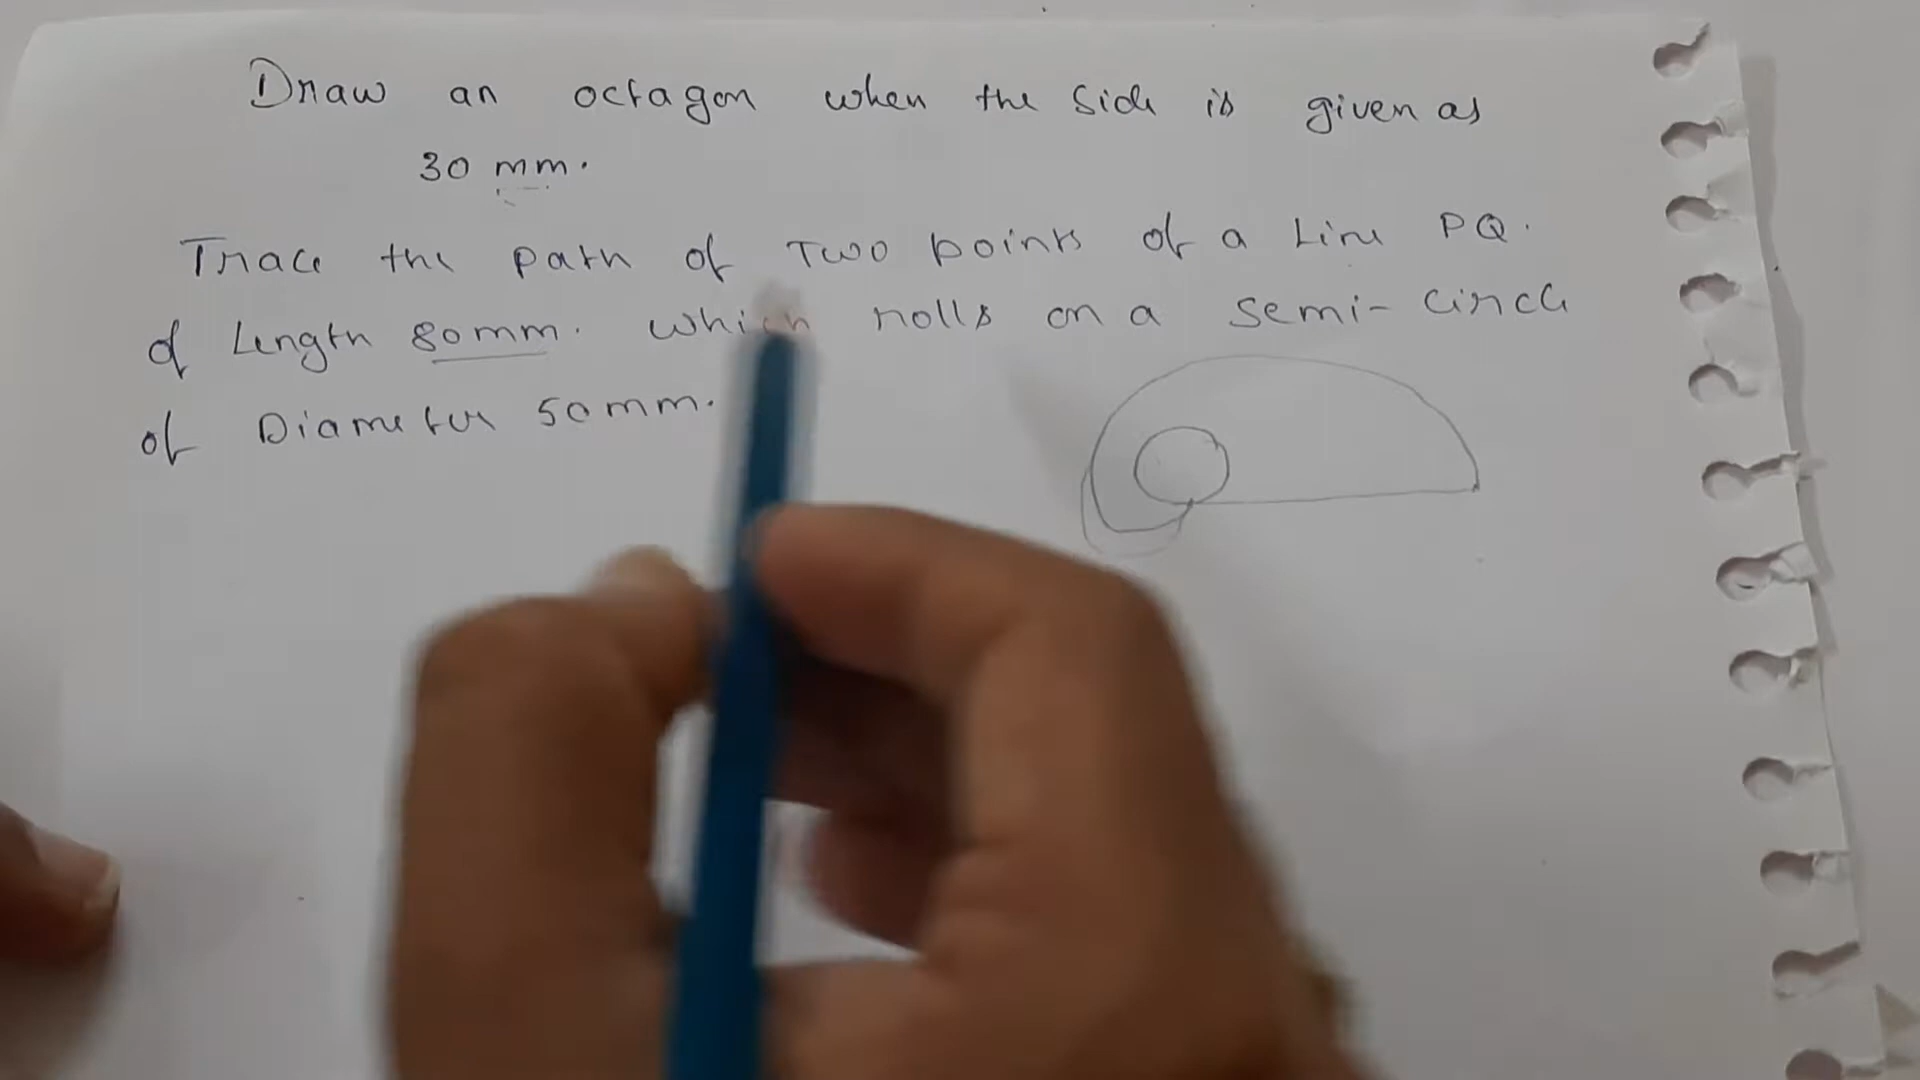 Draw an octagon when the side is given as
30 mm.
Trace the path of Two points of a Line PQ.
of Length 80mm. which rolls on a semi-circle
of Diameter 50mm.